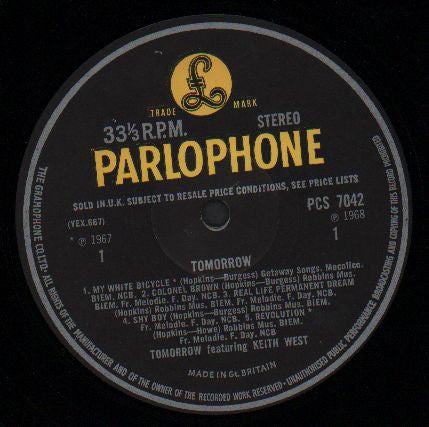 £
TRADE MARK
33⅓ R.P.M. STEREO
PARLOPHONE
SOLD IN U.K. SUBJECT TO RESALE PRICE CONDITIONS, SEE PRICE LISTS
(YEX.667) PCS 7042
* ℗ 1967 ℗ 1968
1 1
TOMORROW
1. MY WHITE BICYCLE * (Hopkins—Burgess) Getaway Songs, Mecolico.
BIEM. NCB. 2. COLONEL BROWN (Hopkins—Burgess) Robbins Mus.
BIEM. Fr. Melodie. F. Day. NCB 3. REAL LIFE PERMANENT DREAM
(Hopkins) Robbins Mus. BIEM. Fr. Melodie. F. Day. NCB.
4. SHY BOY (Hopkins—Burgess) Robbins Mus. BIEM.
Fr. Melodie. F. Day. NCB. 5. REVOLUTION *
(Hopkins—Howe) Robbins Mus. BIEM.
Fr. Melodie. F. Day. NCB
TOMORROW featuring KEITH WEST
MADE IN GT. BRITAIN
THE GRAMOPHONE CO. LTD. ALL RIGHTS OF THE MANUFACTURER AND OF THE OWNER OF THE RECORDED WORK RESERVED · UNAUTHORISED PUBLIC PERFORMANCE BROADCASTING AND COPYING OF THIS RECORD PROHIBITED